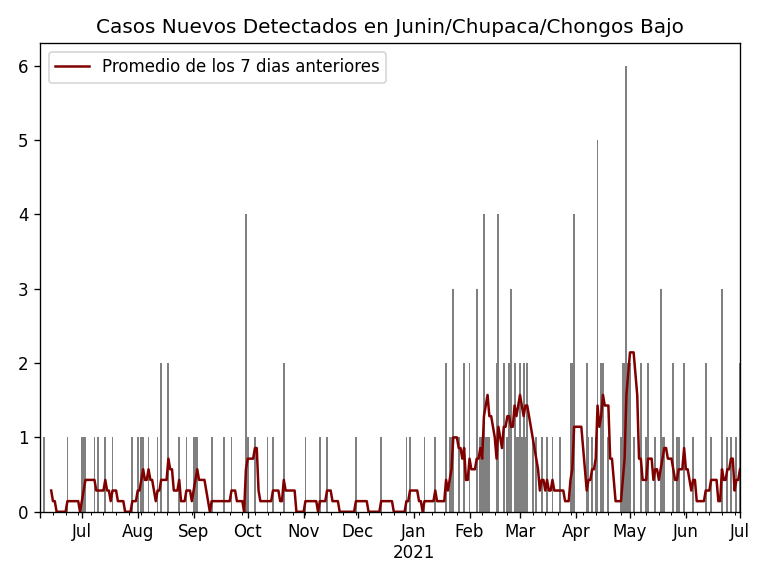 Casos Nuevos Detectados en Junin/Chupaca/Chongos Bajo
Promedio de los 7 dias anteriores
6
5
4
3
2
1
0
Jul Aug Sep Oct Nov Dec Jan Feb Mar Apr May Jun Jul
2021